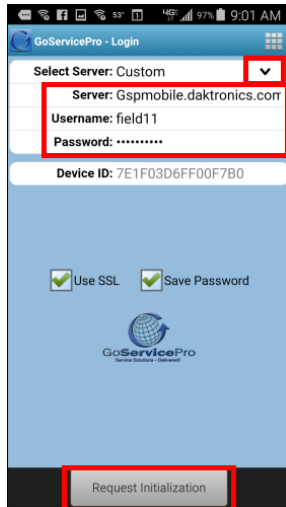 53° 1 4G 97% 9:01 AM
GoServicePro - Login
Select Server: Custom
Server: Gspmobile.daktronics.com
Username: field11
Password: ••••••••••
Device ID: 7E1F03D6FF00F7B0
Use SSL Save Password
GoServicePro
Service Solutions - Delivered!
Request Initialization